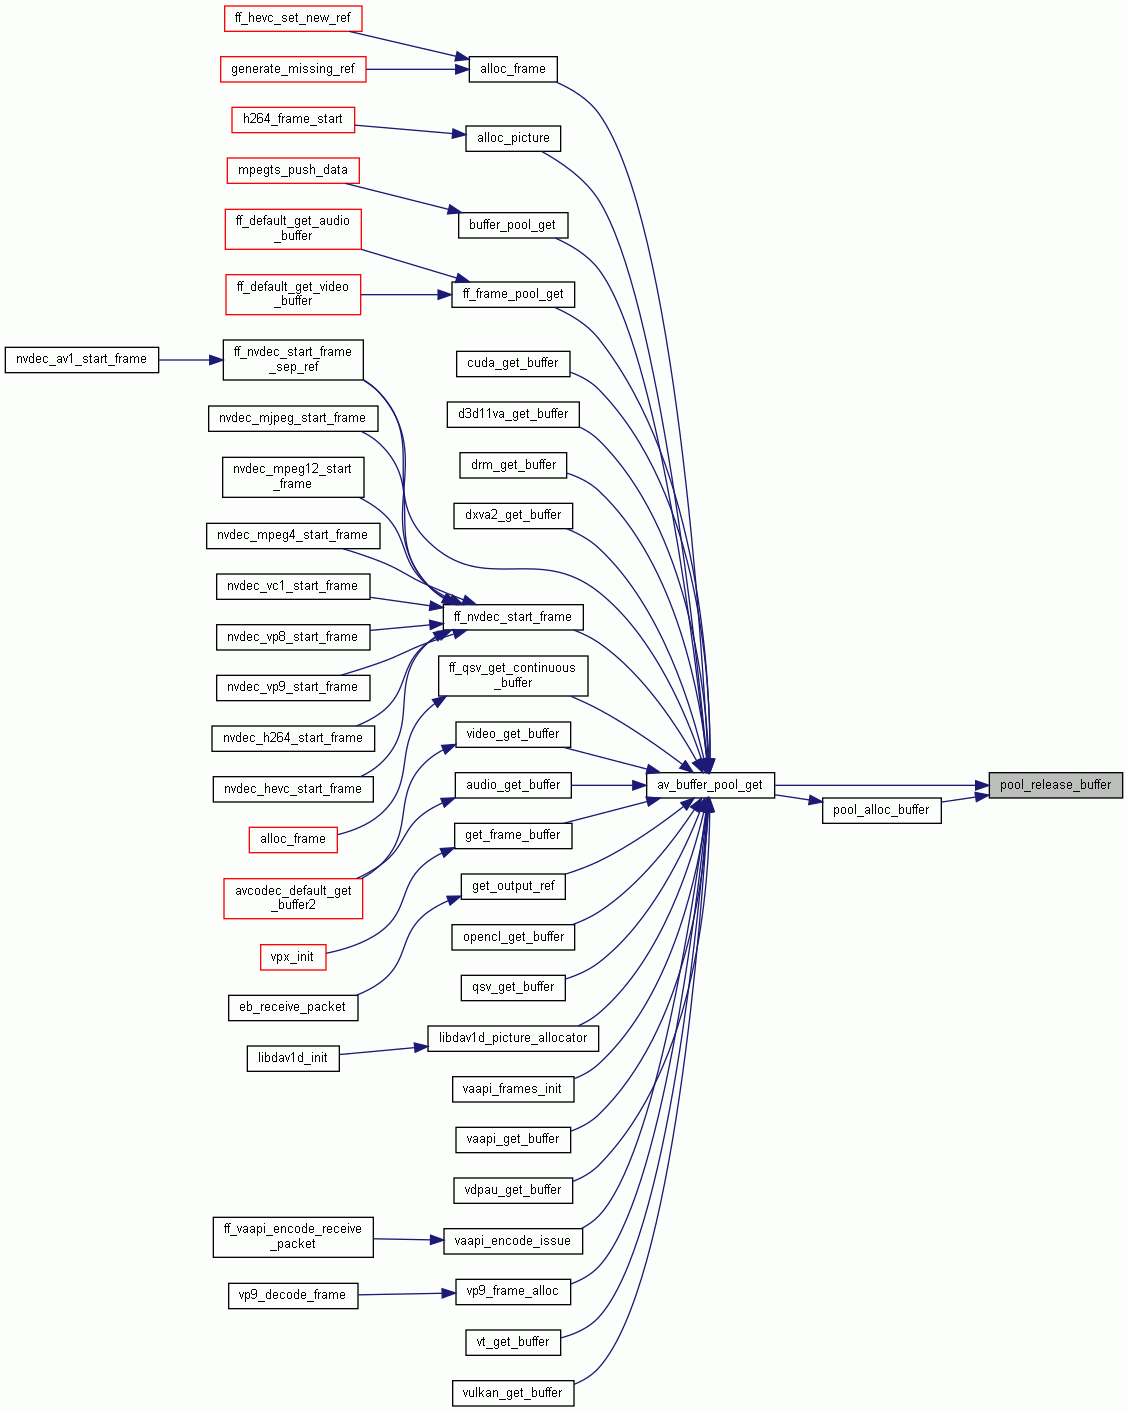 ff_hevc_set_new_ref
generate_missing_ref
alloc_frame
h264_frame_start
alloc_picture
mpegts_push_data
buffer_pool_get
ff_default_get_audio
_buffer
ff_default_get_video
_buffer
ff_frame_pool_get
nvdec_av1_start_frame
ff_nvdec_start_frame
_sep_ref
cuda_get_buffer
nvdec_mjpeg_start_frame
d3d11va_get_buffer
nvdec_mpeg12_start
_frame
drm_get_buffer
nvdec_mpeg4_start_frame
dxva2_get_buffer
nvdec_vc1_start_frame
nvdec_vp8_start_frame
ff_nvdec_start_frame
nvdec_vp9_start_frame
ff_qsv_get_continuous
_buffer
nvdec_h264_start_frame
video_get_buffer
nvdec_hevc_start_frame
audio_get_buffer
av_buffer_pool_get
pool_release_buffer
pool_alloc_buffer
alloc_frame
get_frame_buffer
avcodec_default_get
_buffer2
get_output_ref
vpx_init
opencl_get_buffer
eb_receive_packet
qsv_get_buffer
libdav1d_init
libdav1d_picture_allocator
vaapi_frames_init
vaapi_get_buffer
vdpau_get_buffer
ff_vaapi_encode_receive
_packet
vaapi_encode_issue
vp9_decode_frame
vp9_frame_alloc
vt_get_buffer
vulkan_get_buffer